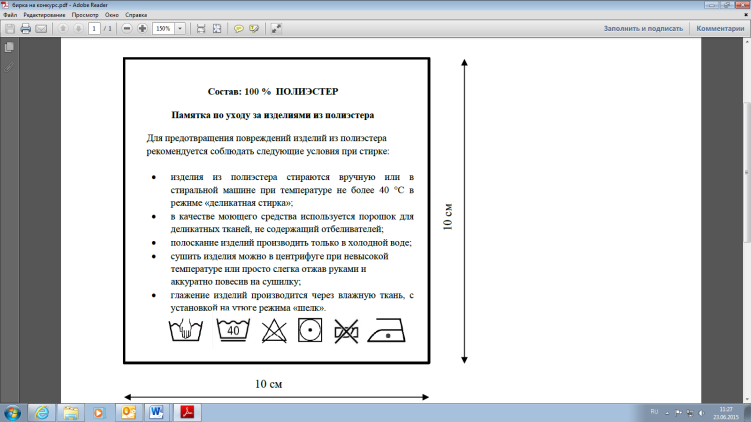 бирка на конкурс.pdf - Adobe Reader
Файл Редактирование Просмотр Окно Справка
1 / 1 150% Заполнить и подписать Комментарии
Состав: 100 % ПОЛИЭСТЕР
Памятка по уходу за изделиями из полиэстера
Для предотвращения повреждений изделий из полиэстера
рекомендуется соблюдать следующие условия при стирке:
• изделия из полиэстера стираются вручную или в
стиральной машине при температуре не более 40 °С в
режиме «деликатная стирка»;
• в качестве моющего средства используется порошок для
деликатных тканей, не содержащий отбеливателей;
• полоскание изделий производить только в холодной воде;
• сушить изделия можно в центрифуге при невысокой
температуре или просто слегка отжав руками и
аккуратно повесив на сушилку;
• глажение изделий производится через влажную ткань, с
установкой на утюге режима «шелк».
40
10 см
10 см
RU 11:27
23.06.2015